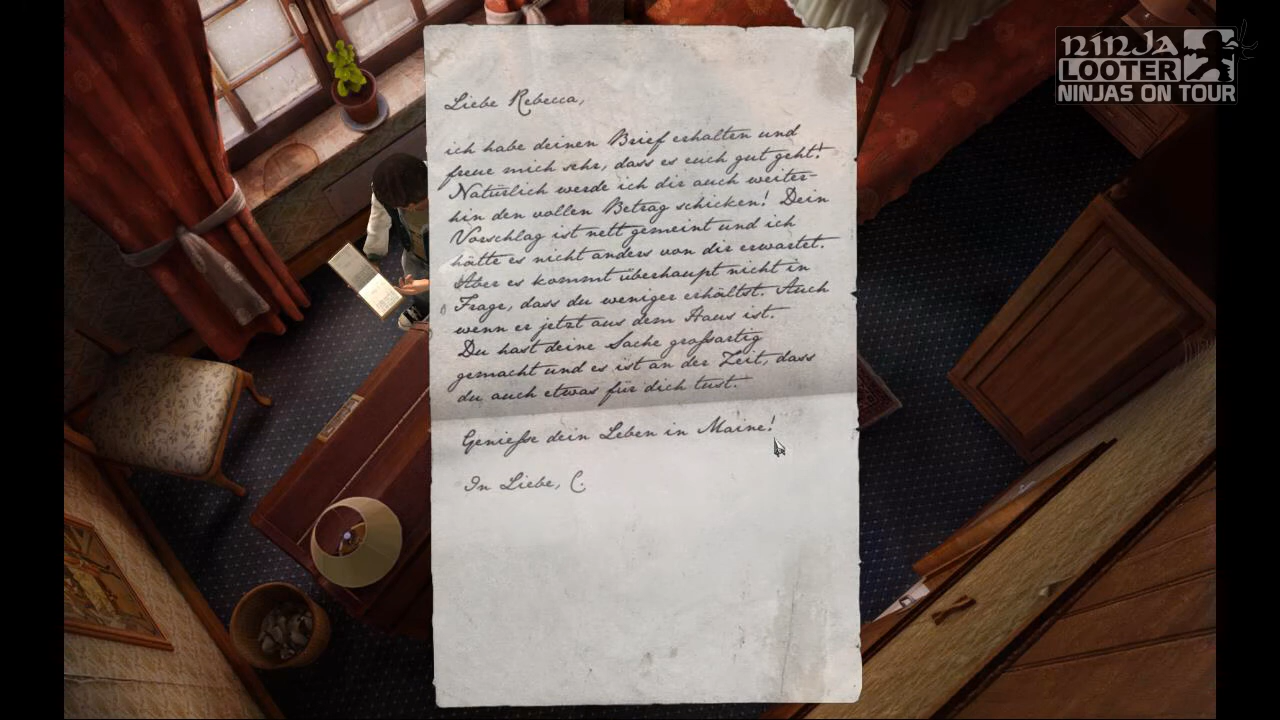 NINJA
LOOTER
NINJAS ON TOUR
Liebe Rebecca,
ich habe deinen Brief erhalten und
freue mich sehr, dass es euch gut geht!
Natürlich werde ich dir auch weiter-
hin den vollen Betrag schicken! Dein
Vorschlag ist nett gemeint und ich
hätte es nicht anders von dir erwartet.
Aber es kommt überhaupt nicht in
Frage, dass du weniger erhältst. Auch
wenn er jetzt aus dem Haus ist.
Du hast deine Sache großartig
gemacht und es ist an der Zeit, dass
du auch etwas für dich tust.
Genieße dein Leben in Maine!
In Liebe, C.